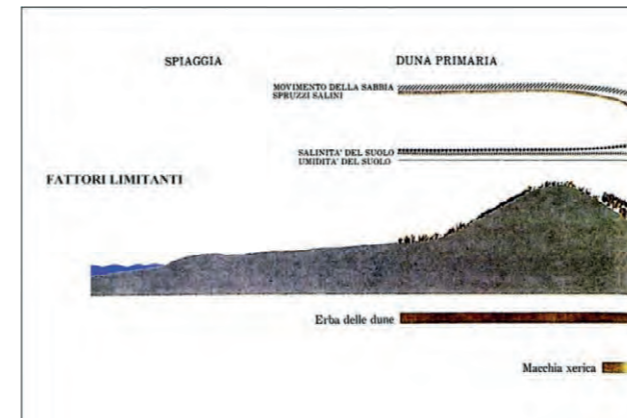 SPIAGGIA DUNA PRIMARIA
MOVIMENTO DELLA SABBIA
SPRUZZI SALINI
SALINITA' DEL SUOLO
UMIDITA' DEL SUOLO
FATTORI LIMITANTI
Erba delle dune
Macchia xerica